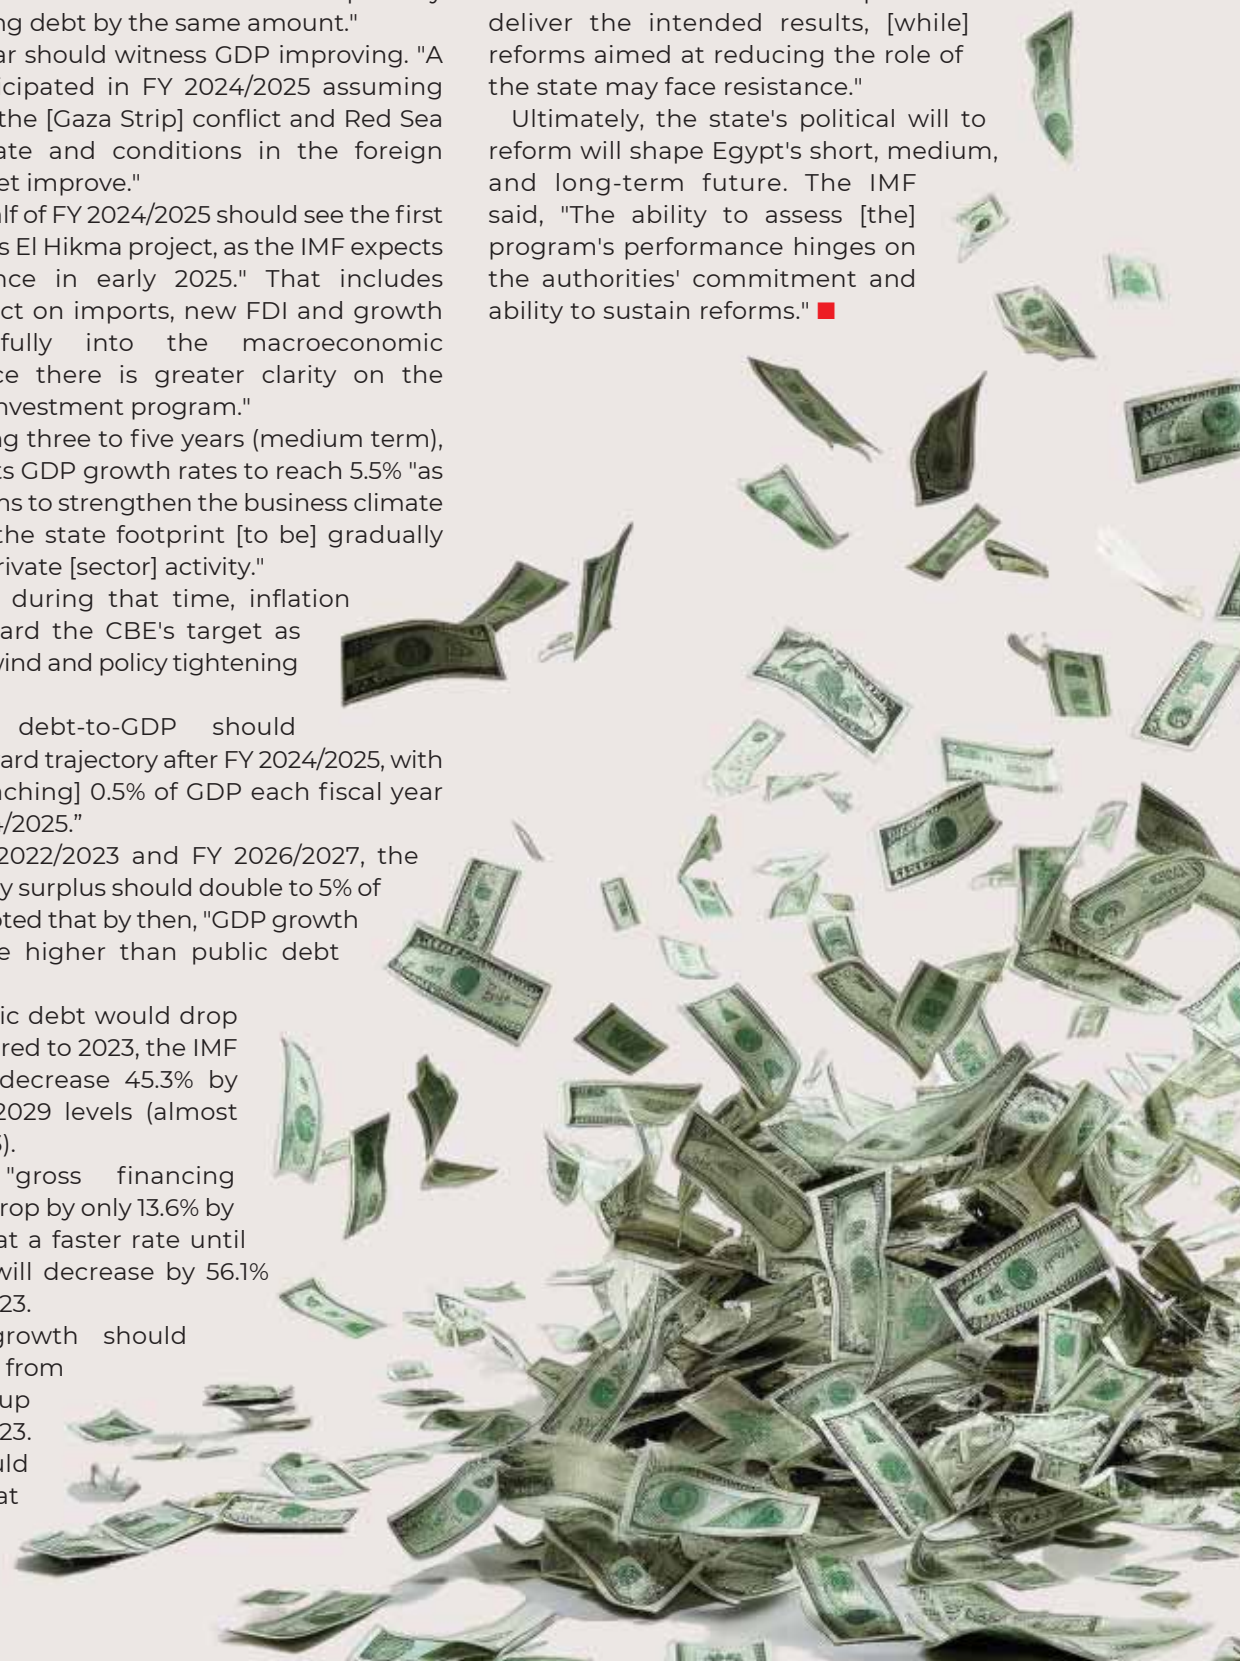 ng debt by the same amount."
ar should witness GDP improving. "A
icipated in FY 2024/2025 assuming
the [Gaza Strip] conflict and Red Sea
ate and conditions in the foreign
et improve."
alf of FY 2024/2025 should see the first
s El Hikma project, as the IMF expects
nce in early 2025." That includes
ct on imports, new FDI and growth
fully into the macroeconomic
ce there is greater clarity on the
nvestment program."
ng three to five years (medium term),
ts GDP growth rates to reach 5.5% "as
ns to strengthen the business climate
the state footprint [to be] gradually
rivate [sector] activity."
during that time, inflation
ard the CBE's target as
wind and policy tightening
debt-to-GDP should
ard trajectory after FY 2024/2025, with
aching] 0.5% of GDP each fiscal year
4/2025.”
2022/2023 and FY 2026/2027, the
y surplus should double to 5% of
oted that by then, "GDP growth
e higher than public debt
ic debt would drop
red to 2023, the IMF
decrease 45.3% by
2029 levels (almost
).
"gross financing
rop by only 13.6% by
at a faster rate until
will decrease by 56.1%
23.
growth should
from
up
23.
uld
at
deliver the intended results, [while]
reforms aimed at reducing the role of
the state may face resistance."
Ultimately, the state's political will to
reform will shape Egypt's short, medium,
and long-term future. The IMF
said, "The ability to assess [the]
program's performance hinges on
the authorities' commitment and
ability to sustain reforms."